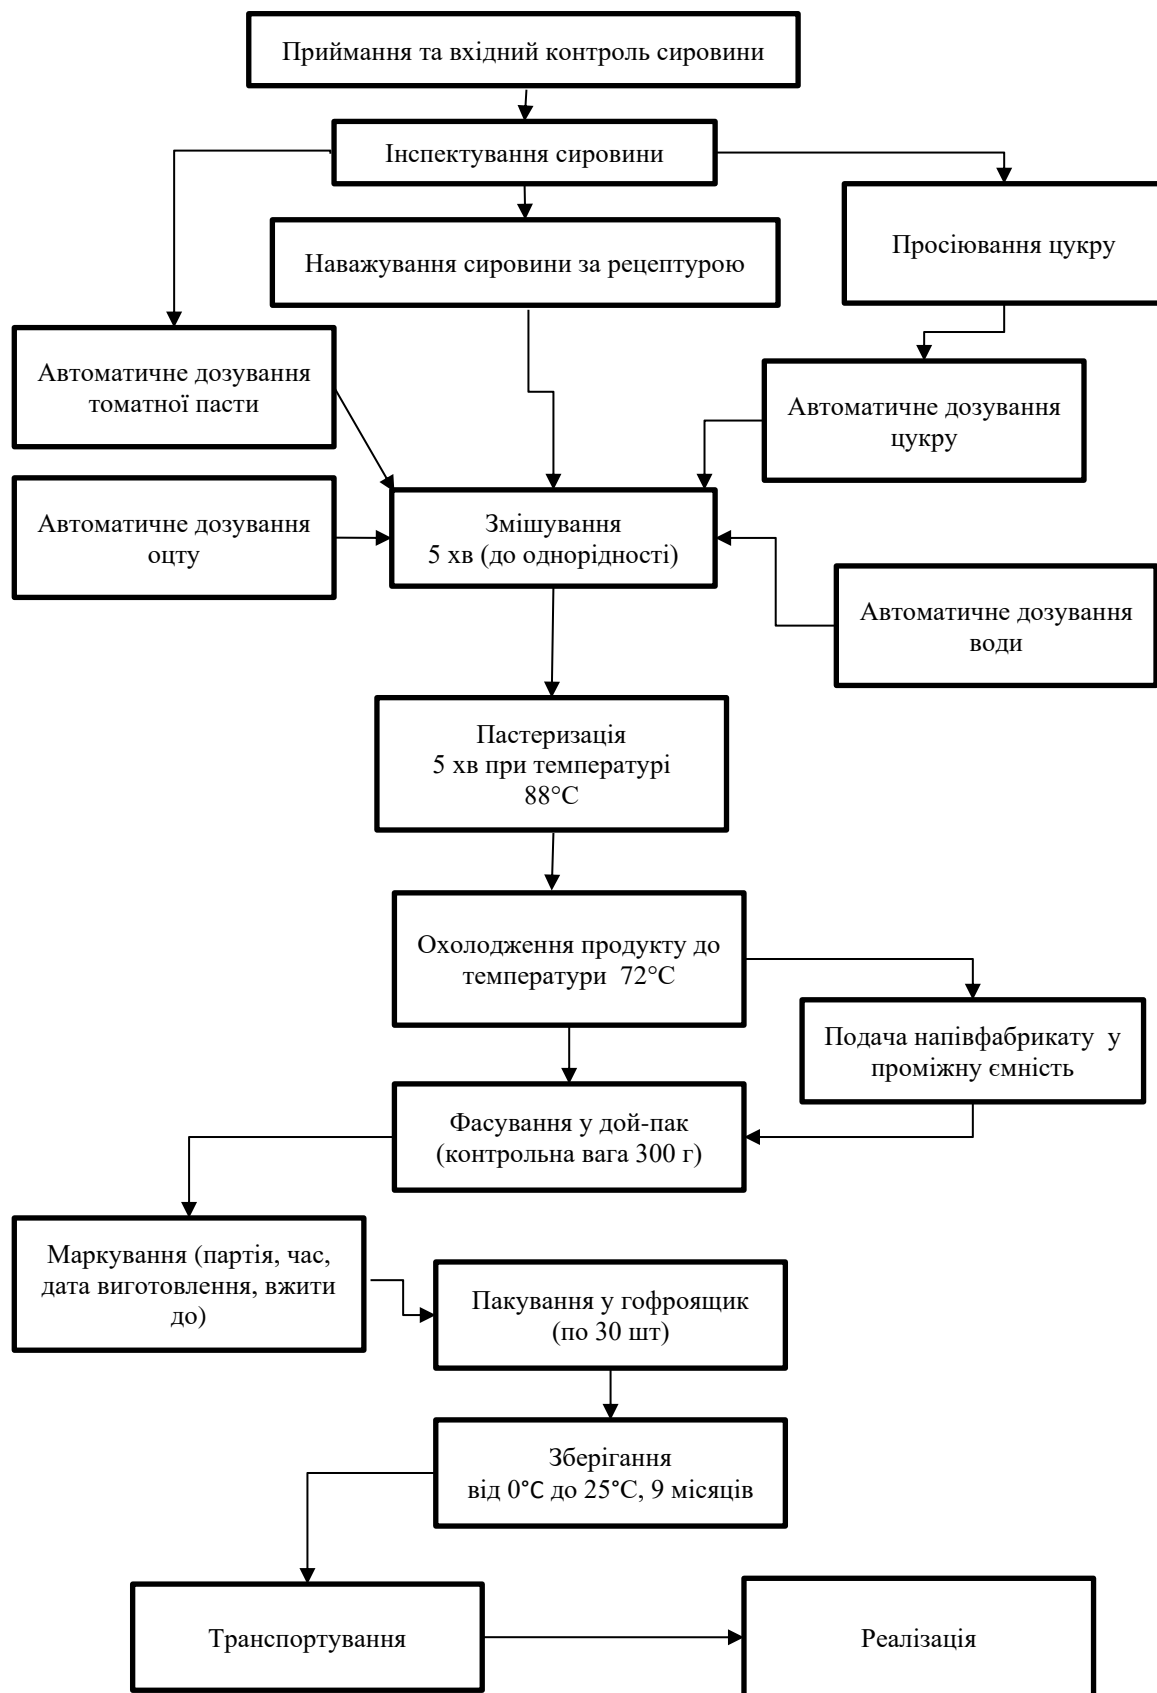 Приймання та вхідний контроль сировини
Інспектування сировини
Просіювання цукру
Наважування сировини за рецептурою
Автоматичне дозування
томатної пасти
Автоматичне дозування
цукру
Автоматичне дозування
оцту
Змішування
5 хв (до однорідності)
Автоматичне дозування
води
Пастеризація
5 хв при температурі
88°С
Охолодження продукту до
температури  72°С
Подача напівфабрикату  у
проміжну ємність
Фасування у дой-пак
(контрольна вага 300 г)
Маркування (партія, час,
дата виготовлення, вжити
до)
Пакування у гофроящик
(по 30 шт)
Зберігання
від 0°С до 25°С, 9 місяців
Транспортування
Реалізація